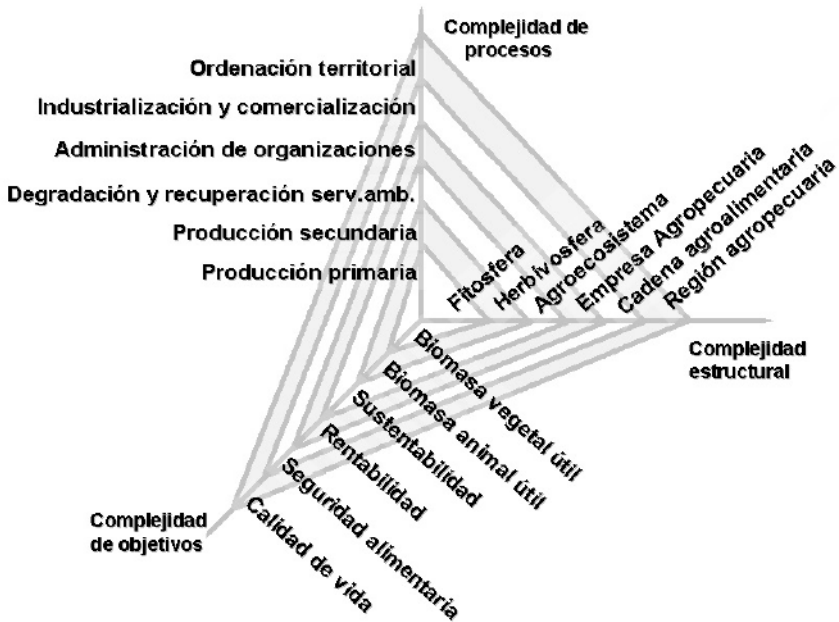 Complejidad de
procesos
Ordenación territorial
Industrialización y comercialización
Administración de organizaciones
Degradación y recuperación serv.amb.
Producción secundaria
Producción primaria
Fitosfera
Herbivosfera
Agroecosistema
Empresa Agropecuaria
Cadena agroalimentaria
Región agropecuaria
Complejidad
estructural
Biomasa vegetal útil
Biomasa animal útil
Sustentabilidad
Rentabilidad
Seguridad alimentaria
Calidad de vida
Complejidad
de objetivos